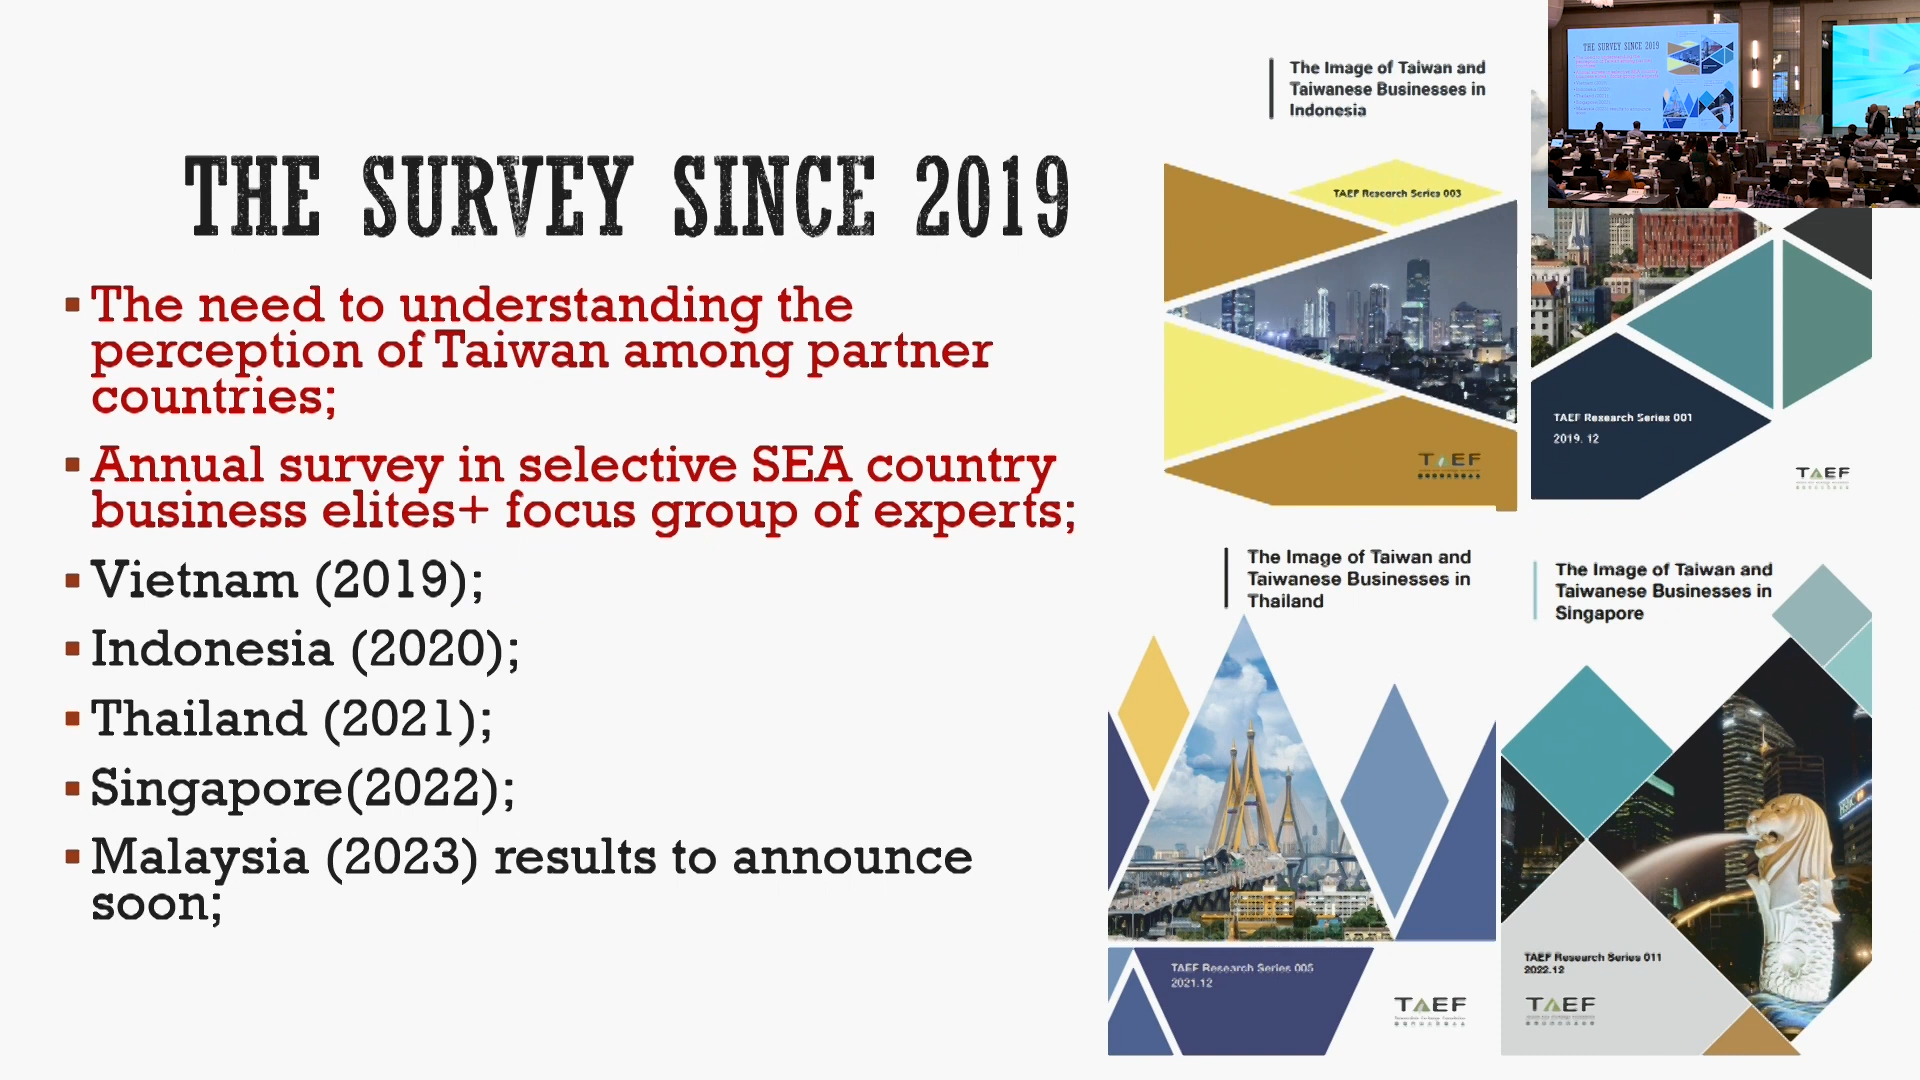 THE SURVEY SINCE 2019
▪ The need to understanding the
perception of Taiwan among partner
countries;
▪ Annual survey in selective SEA country
business elites+ focus group of experts;
▪ Vietnam (2019);
▪ Indonesia (2020);
▪ Thailand (2021);
▪ Singapore(2022);
▪ Malaysia (2023) results to announce
soon;
The Image of Taiwan and
Taiwanese Businesses in
Indonesia
TAEF Research Series 003
TAEF
TAEF Research Series 001
2019. 12
TAEF
The Image of Taiwan and
Taiwanese Businesses in
Thailand
TAEF Research Series 005
2021.12
TAEF
The Image of Taiwan and
Taiwanese Businesses in
Singapore
TAEF Research Series 011
2022.12
TAEF
THE SURVEY SINCE 2019